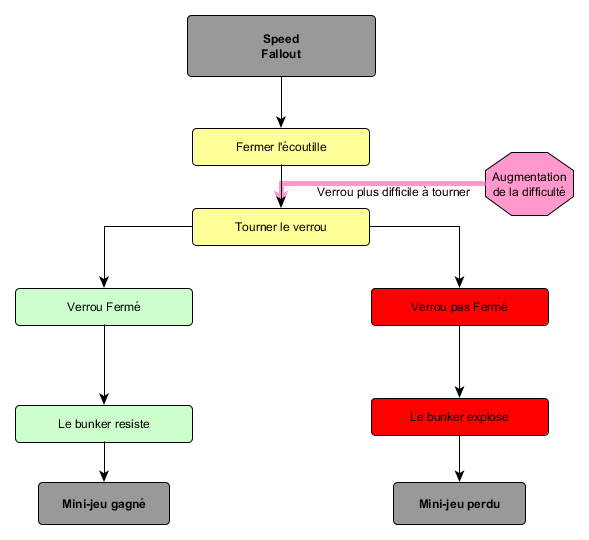 Speed
Fallout
Fermer l'écoutille
Augmentation
de la difficulté
Verrou plus difficile à tourner
Tourner le verrou
Verrou Fermé
Verrou pas Fermé
Le bunker resiste
Le bunker explose
Mini-jeu gagné
Mini-jeu perdu